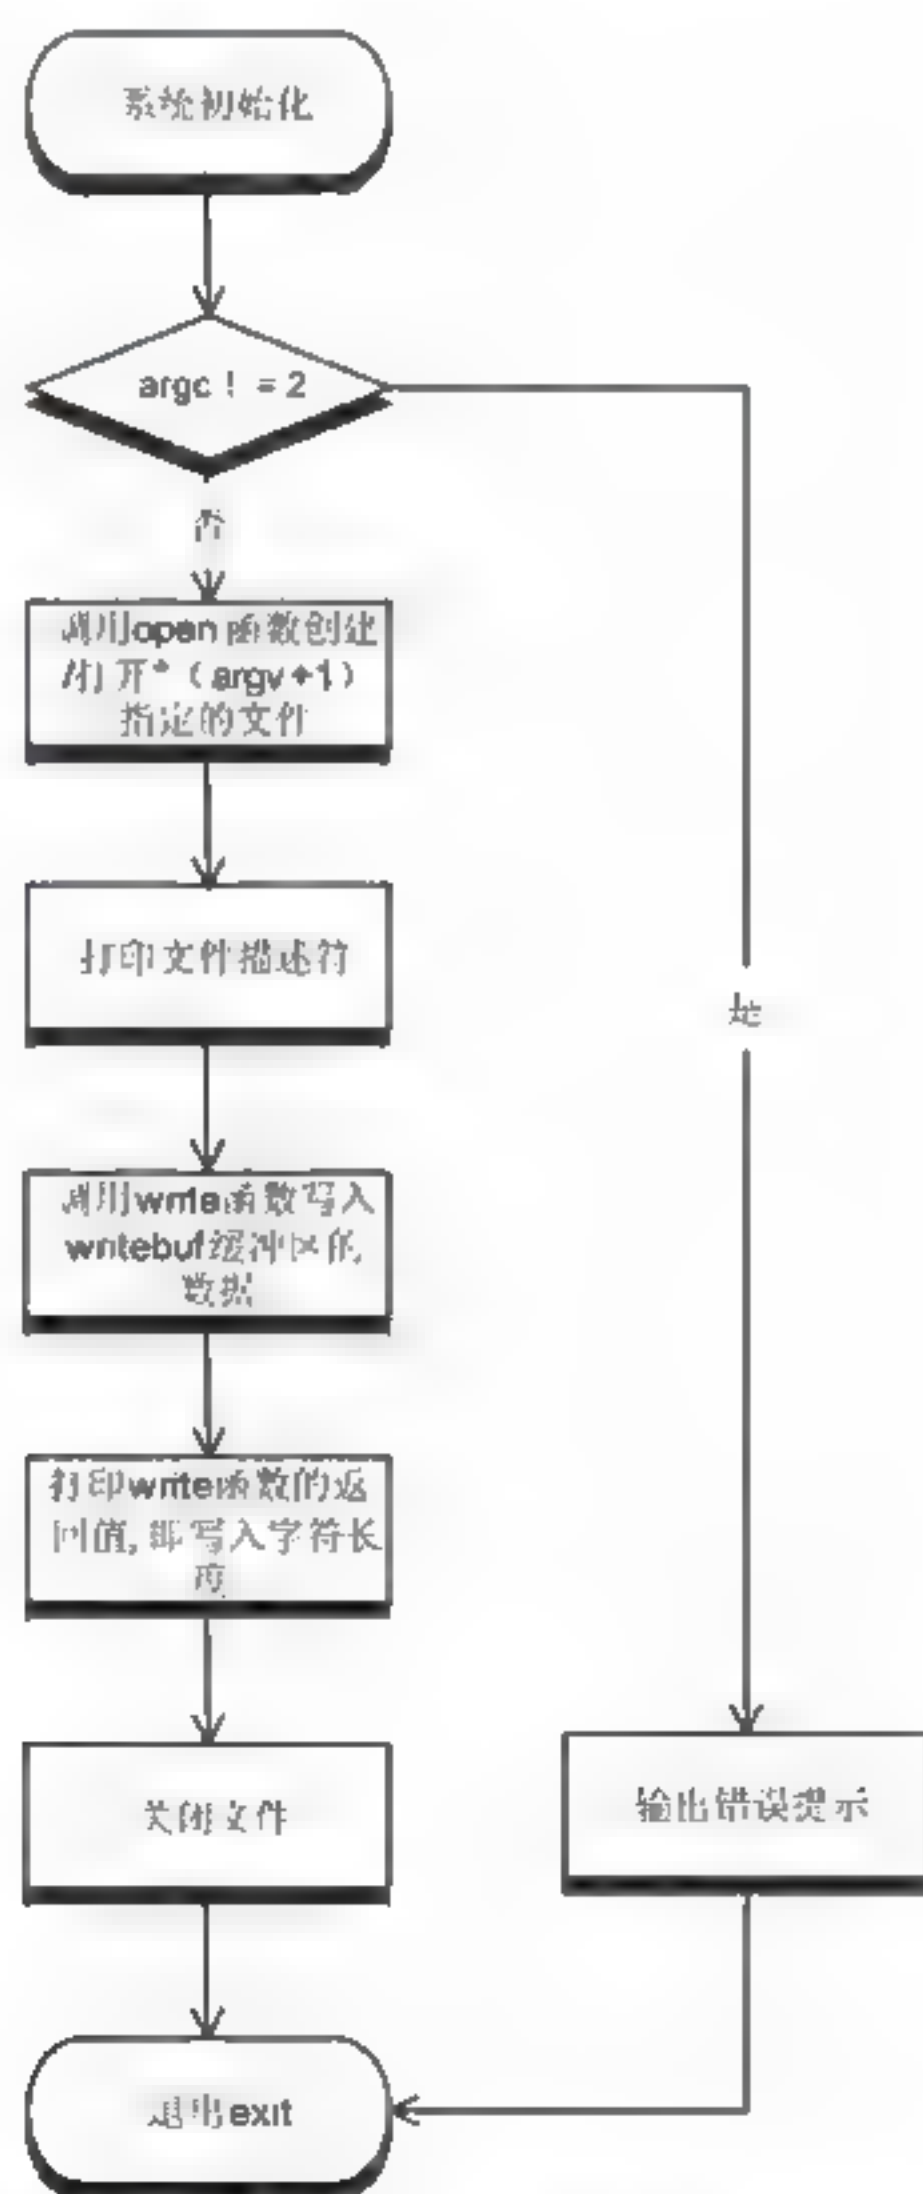 系统初始化
argc ! = 2
否
调用open 函数创建
/打开*（argv+1）
指定的文件
打印文件描述符
是
调用write函数写入
writebuf缓冲区的
数据
打印write函数的返
回值, 即写入字符长
度
关闭文件
输出错误提示
退出exit